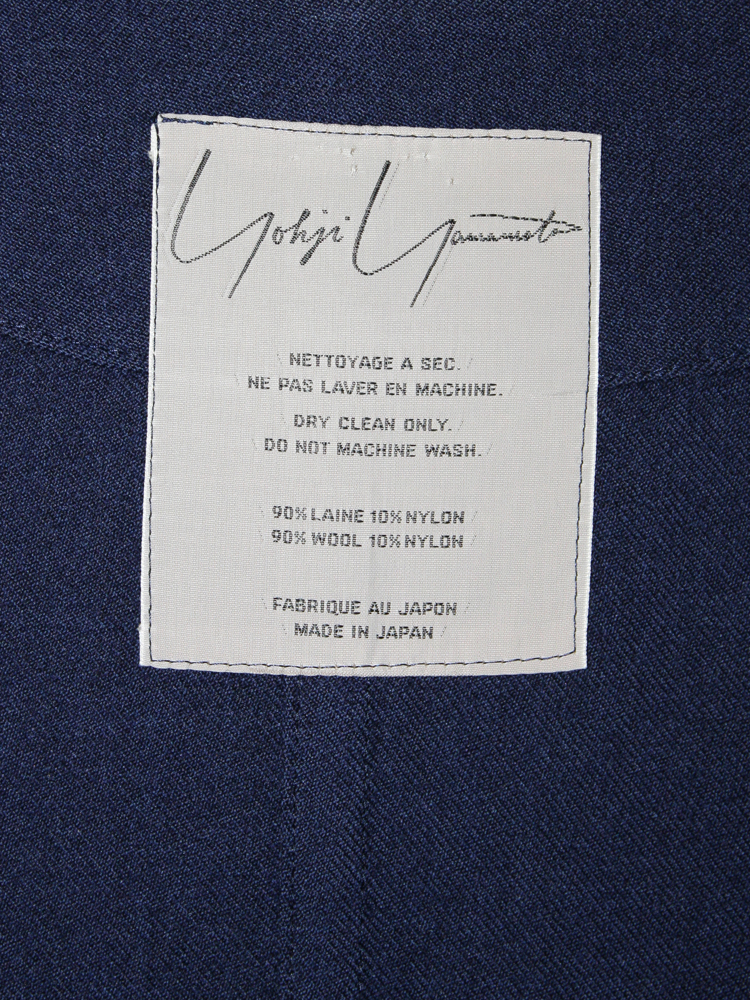 Yohji Yamamoto
NETTOYAGE A SEC.
NE PAS LAVER EN MACHINE.
DRY CLEAN ONLY.
DO NOT MACHINE WASH.
90% LAINE 10% NYLON
90% WOOL 10% NYLON
FABRIQUE AU JAPON
MADE IN JAPAN